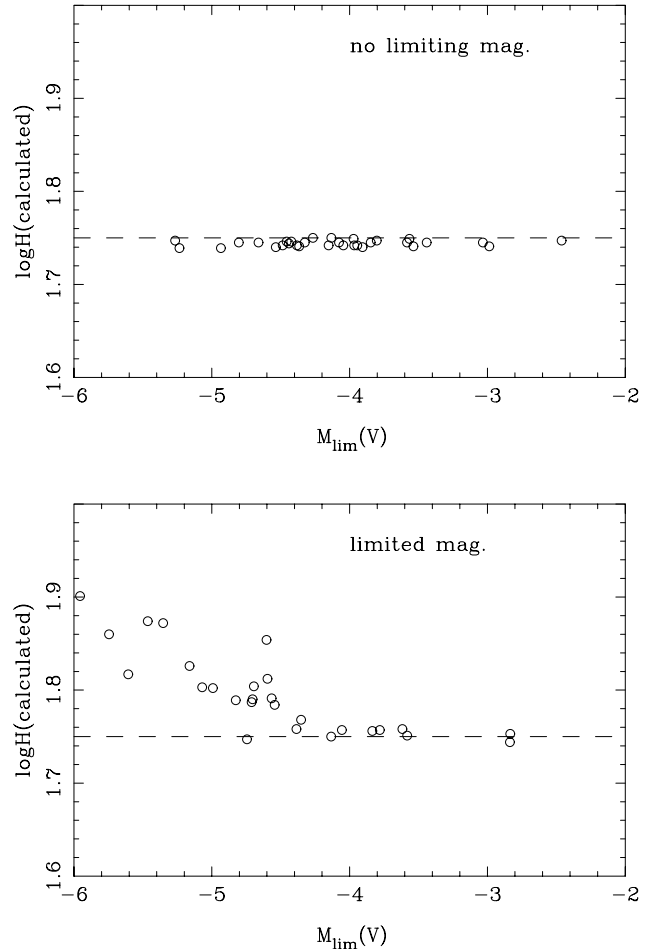 no limiting mag.
logH(calculated)
1.9
1.8
1.7
1.6
−6 −5 −4 −3 −2
M_lim(V)
limited mag.
logH(calculated)
1.9
1.8
1.7
1.6
−6 −5 −4 −3 −2
M_lim(V)